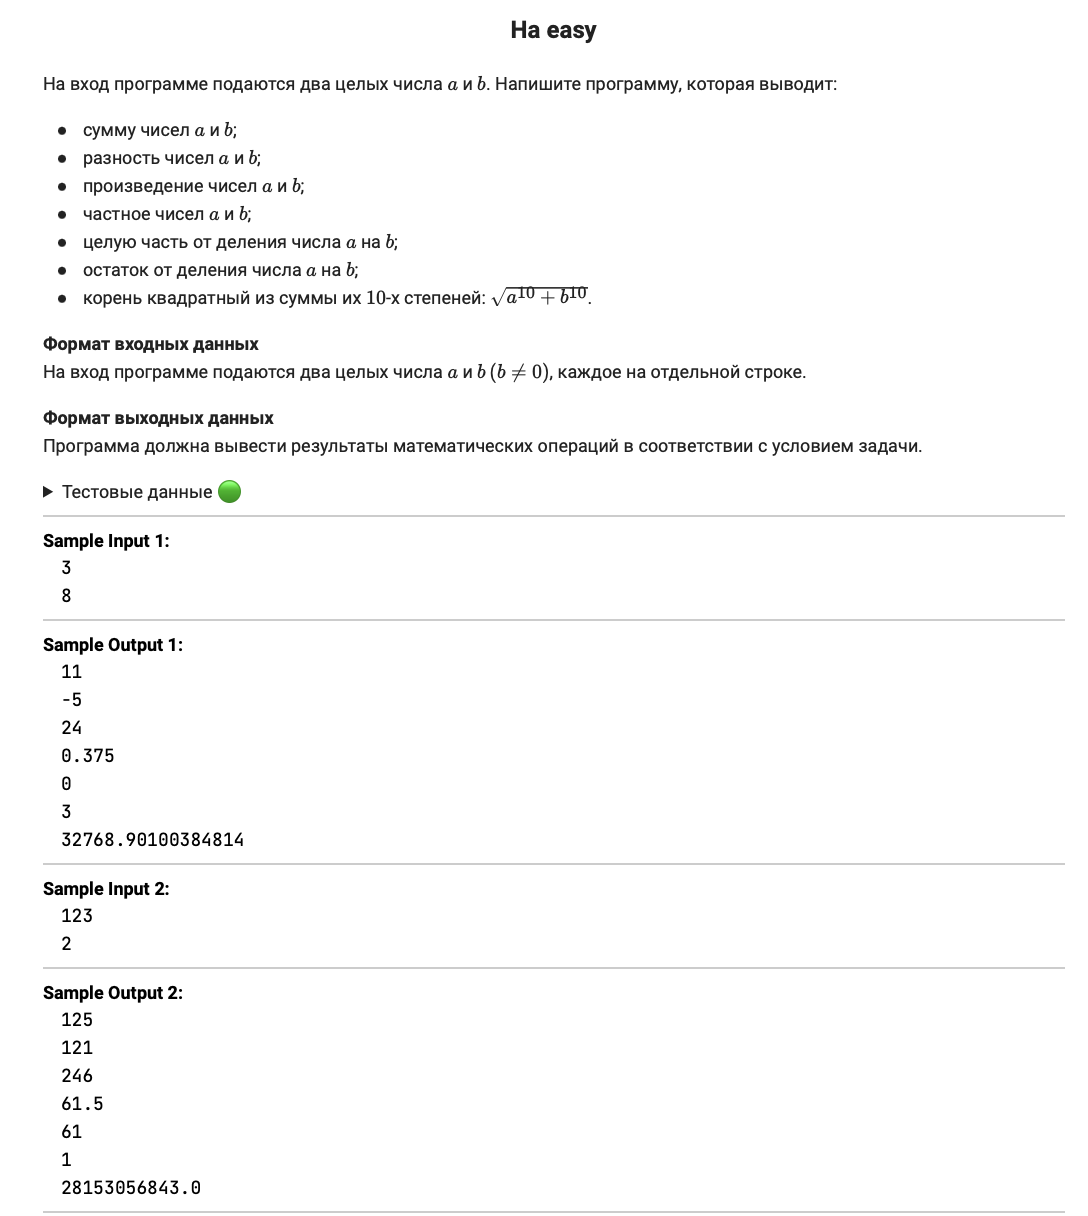 На easy
На вход программе подаются два целых числа a и b. Напишите программу, которая выводит:
● сумму чисел a и b;
● разность чисел a и b;
● произведение чисел a и b;
● частное чисел a и b;
● целую часть от деления числа a на b;
● остаток от деления числа a на b;
● корень квадратный из суммы их 10-х степеней: √(a¹⁰ + b¹⁰).
Формат входных данных
На вход программе подаются два целых числа a и b (b ≠ 0), каждое на отдельной строке.
Формат выходных данных
Программа должна вывести результаты математических операций в соответствии с условием задачи.
▶ Тестовые данные 🟢
Sample Input 1:
3
8
Sample Output 1:
11
-5
24
0.375
0
3
32768.90100384814
Sample Input 2:
123
2
Sample Output 2:
125
121
246
61.5
61
1
28153056843.0